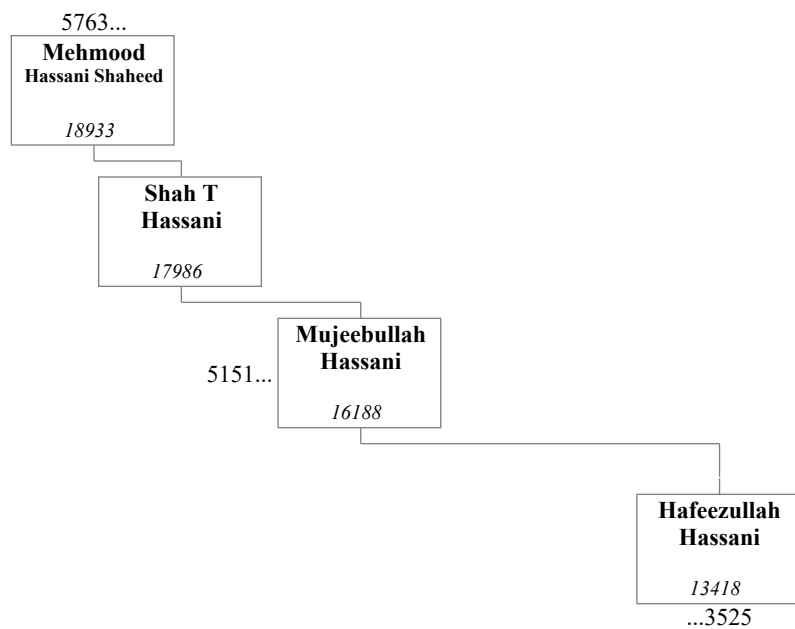 5763...
Mehmood
Hassani Shaheed
18933
Shah T
Hassani
17986
Mujeebullah
Hassani
5151...
16188
Hafeezullah
Hassani
13418
...3525